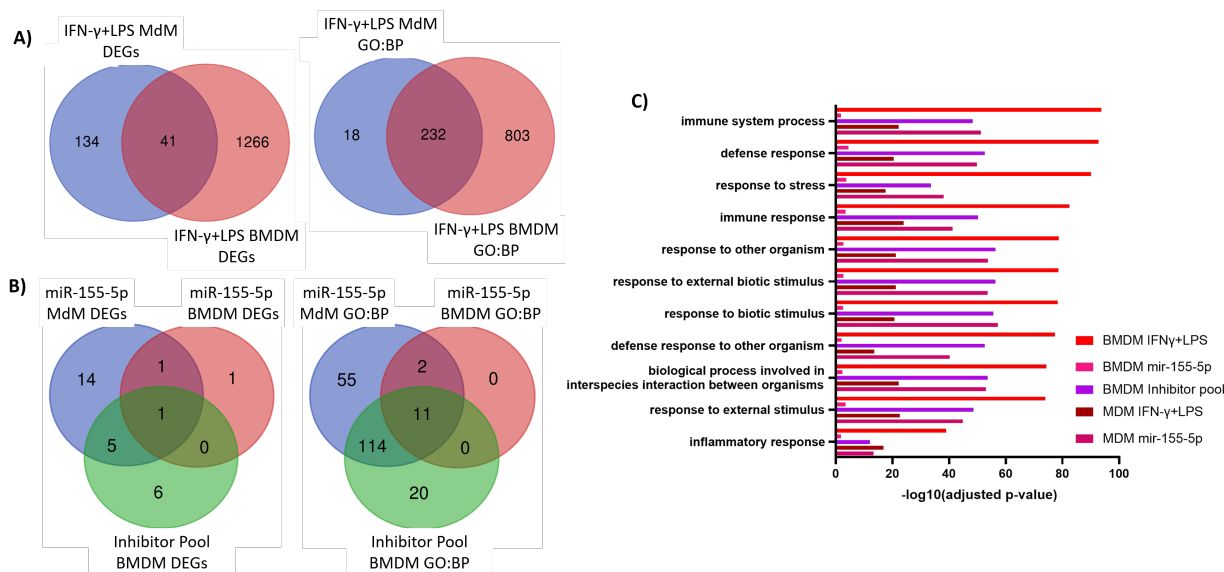 A)
IFN-γ+LPS MdM
DEGs
134
41
1266
IFN-γ+LPS BMDM
DEGs
IFN-γ+LPS MdM
GO:BP
18
232
803
IFN-γ+LPS BMDM
GO:BP
B)
miR-155-5p
MdM DEGs
miR-155-5p
BMDM DEGs
14
1
1
1
5
0
6
Inhibitor Pool
BMDM DEGs
miR-155-5p
MdM GO:BP
miR-155-5p
BMDM GO:BP
55
2
0
11
114
0
20
Inhibitor Pool
BMDM GO:BP
C)
immune system process
defense response
response to stress
immune response
response to other organism
response to external biotic stimulus
response to biotic stimulus
defense response to other organism
biological process involved in
interspecies interaction between organisms
response to external stimulus
inflammatory response
0 20 40 60 80 100
-log10(adjusted p-value)
BMDM IFNγ+LPS
BMDM mir-155-5p
BMDM Inhibitor pool
MDM IFN-γ+LPS
MDM mir-155-5p